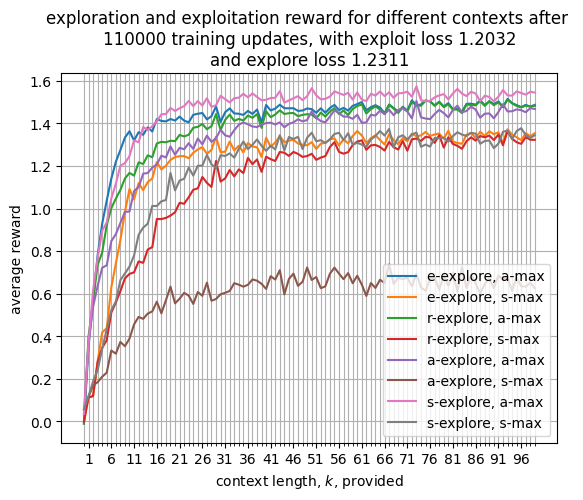 exploration and exploitation reward for different contexts after
110000 training updates, with exploit loss 1.2032
and explore loss 1.2311
1.6
1.4
1.2
1.0
0.8
0.6
0.4
0.2
0.0
average reward
e-explore, a-max
e-explore, s-max
r-explore, a-max
r-explore, s-max
a-explore, a-max
a-explore, s-max
s-explore, a-max
s-explore, s-max
1 6 11 16 21 26 31 36 41 46 51 56 61 66 71 76 81 86 91 96
context length, k, provided